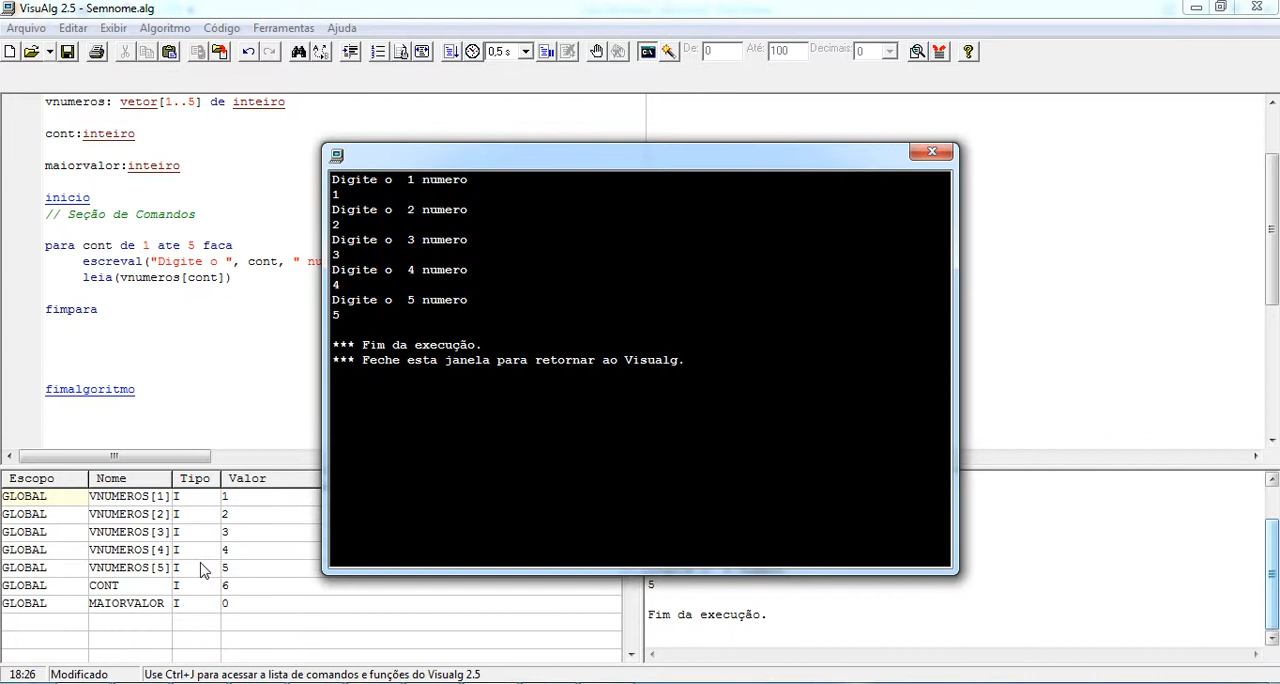 VisuAlg 2.5 - Semnome.alg
Arquivo Editar Exibir Algoritmo Código Ferramentas Ajuda
0,5 s De: 0 Até: 100 Decimais: 0
vnumeros: vetor[1..5] de inteiro
cont:inteiro
maiorvalor:inteiro
inicio
// Seção de Comandos
para cont de 1 ate 5 faca
escreval("Digite o ", cont, " nu
leia(vnumeros[cont])
fimpara
fimalgoritmo
Digite o  1 numero
1
Digite o  2 numero
2
Digite o  3 numero
3
Digite o  4 numero
4
Digite o  5 numero
5
*** Fim da execução.
*** Feche esta janela para retornar ao Visualg.
Escopo Nome Tipo Valor
GLOBAL VNUMEROS[1] I 1
GLOBAL VNUMEROS[2] I 2
GLOBAL VNUMEROS[3] I 3
GLOBAL VNUMEROS[4] I 4
GLOBAL VNUMEROS[5] I 5
GLOBAL CONT I 6
GLOBAL MAIORVALOR I 0
5
Fim da execução.
18:26 Modificado Use Ctrl+J para acessar a lista de comandos e funções do Visualg 2.5